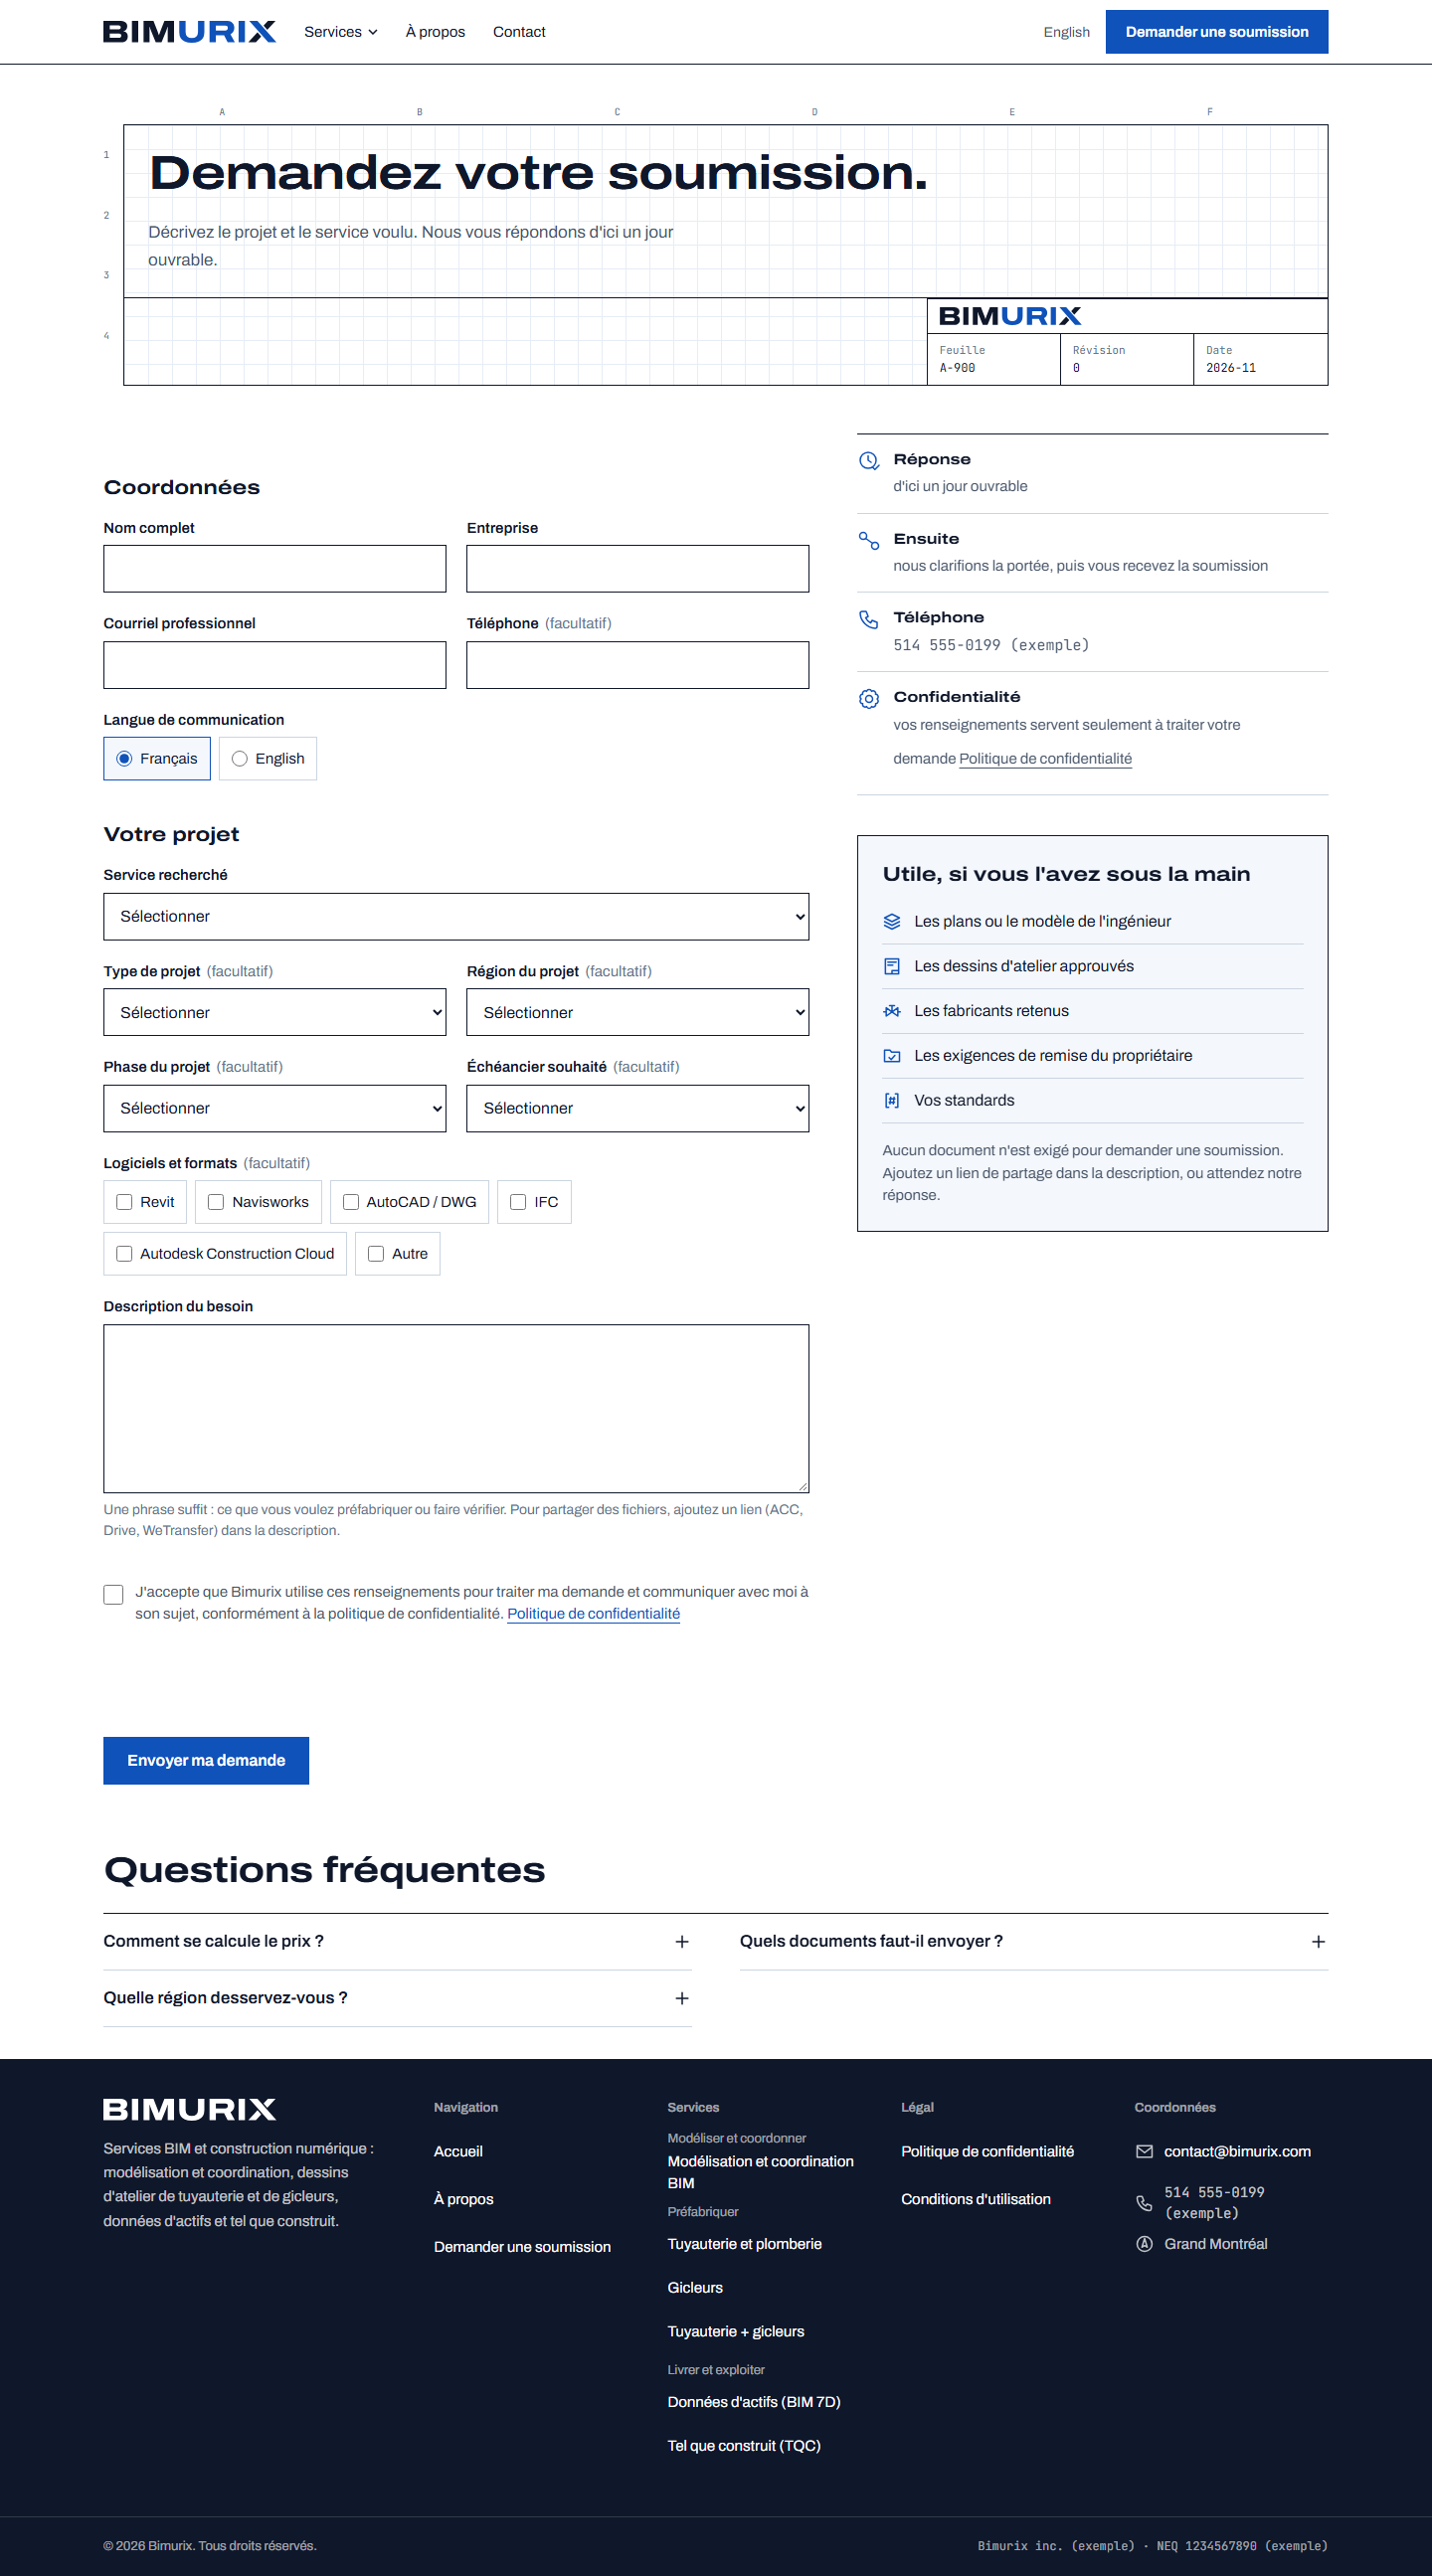 BIMURIX
Services
À propos
Contact
English
Demander une soumission
A B C D E F
1
Demandez votre soumission.
2
Décrivez le projet et le service voulu. Nous vous répondons d'ici un jour
ouvrable.
3
4
BIMURIX
Feuille
A-900
Révision
0
Date
2026-11
Coordonnées
Nom complet
Entreprise
Courriel professionnel
Téléphone (facultatif)
Langue de communication
Français
English
Votre projet
Service recherché
Sélectionner
Type de projet (facultatif)
Sélectionner
Région du projet (facultatif)
Sélectionner
Phase du projet (facultatif)
Sélectionner
Échéancier souhaité (facultatif)
Sélectionner
Logiciels et formats (facultatif)
Revit
Navisworks
AutoCAD / DWG
IFC
Autodesk Construction Cloud
Autre
Description du besoin
Une phrase suffit : ce que vous voulez préfabriquer ou faire vérifier. Pour partager des fichiers, ajoutez un lien (ACC,
Drive, WeTransfer) dans la description.
J'accepte que Bimurix utilise ces renseignements pour traiter ma demande et communiquer avec moi à
son sujet, conformément à la politique de confidentialité. Politique de confidentialité
Envoyer ma demande
Réponse
d'ici un jour ouvrable
Ensuite
nous clarifions la portée, puis vous recevez la soumission
Téléphone
514 555-0199 (exemple)
Confidentialité
vos renseignements servent seulement à traiter votre
demande Politique de confidentialité
Utile, si vous l'avez sous la main
Les plans ou le modèle de l'ingénieur
Les dessins d'atelier approuvés
Les fabricants retenus
Les exigences de remise du propriétaire
Vos standards
Aucun document n'est exigé pour demander une soumission.
Ajoutez un lien de partage dans la description, ou attendez notre
réponse.
Questions fréquentes
Comment se calcule le prix ?
Quels documents faut-il envoyer ?
Quelle région desservez-vous ?
BIMURIX
Services BIM et construction numérique :
modélisation et coordination, dessins
d'atelier de tuyauterie et de gicleurs,
données d'actifs et tel que construit.
Navigation
Accueil
À propos
Demander une soumission
Services
Modéliser et coordonner
Modélisation et coordination
BIM
Préfabriquer
Tuyauterie et plomberie
Gicleurs
Tuyauterie + gicleurs
Livrer et exploiter
Données d'actifs (BIM 7D)
Tel que construit (TQC)
Légal
Politique de confidentialité
Conditions d'utilisation
Coordonnées
contact@bimurix.com
514 555-0199
(exemple)
Grand Montréal
© 2026 Bimurix. Tous droits réservés.
Bimurix inc. (exemple) · NEQ 1234567890 (exemple)